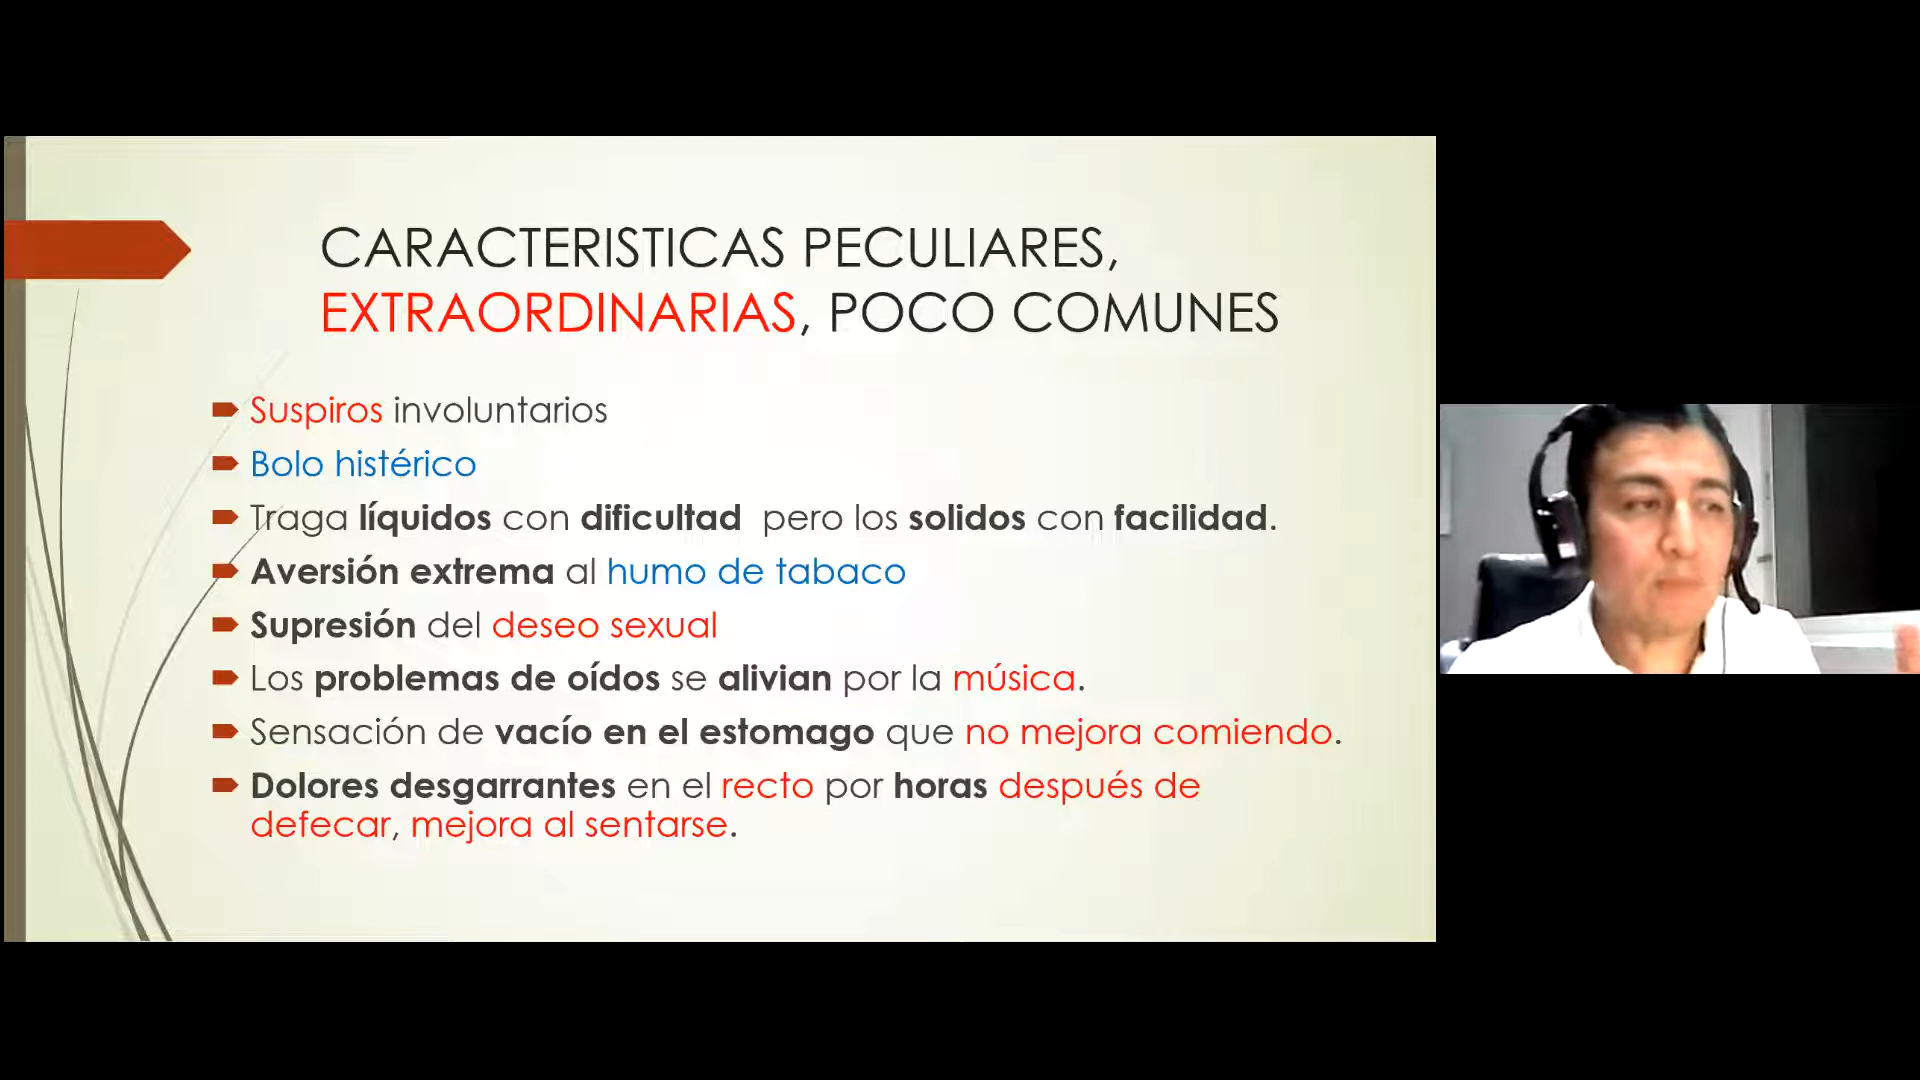 CARACTERISTICAS PECULIARES,
EXTRAORDINARIAS, POCO COMUNES
Suspiros involuntarios
Bolo histérico
Traga líquidos con dificultad pero los solidos con facilidad.
Aversión extrema al humo de tabaco
Supresión del deseo sexual
Los problemas de oídos se alivian por la música.
Sensación de vacío en el estomago que no mejora comiendo.
Dolores desgarrantes en el recto por horas después de
defecar, mejora al sentarse.